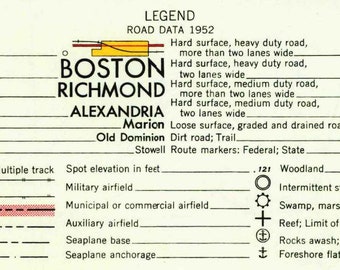 LEGEND
ROAD DATA 1952
Hard surface, heavy duty road,
more than two lanes wide
BOSTON Hard surface, heavy duty road,
two lanes wide
RICHMOND Hard surface, medium duty road,
more than two lanes wide
ALEXANDRIA Hard surface, medium duty road,
two lanes wide
Marion Loose surface, graded and drained road
Old Dominion Dirt road; Trail
Stowell Route markers: Federal; State
ultiple track Spot elevation in feet .121 Woodland
Military airfield Intermittent s
Municipal or commercial airfield Swamp, mars
Auxiliary airfield Reef; Limit of
Seaplane base Rocks awash;
Seaplane anchorage Foreshore flat